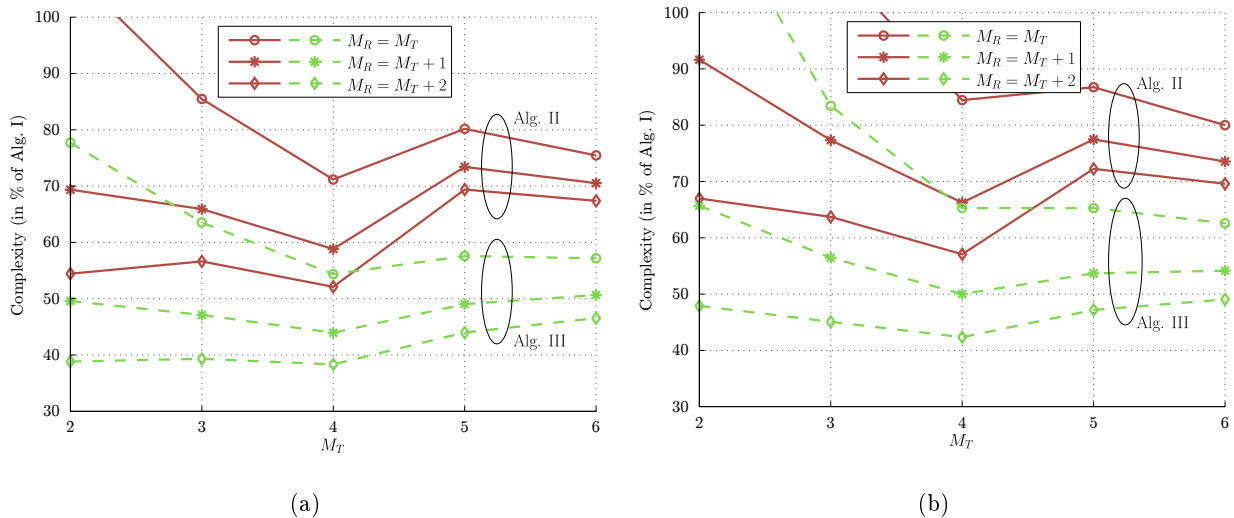 100
90
80
70
60
50
40
30
2
3
4
5
6
Complexity (in % of Alg. I)
M_T
M_R = M_T
M_R = M_T + 1
M_R = M_T + 2
Alg. II
Alg. III
(a)
100
90
80
70
60
50
40
30
2
3
4
5
6
Complexity (in % of Alg. I)
M_T
M_R = M_T
M_R = M_T + 1
M_R = M_T + 2
Alg. II
Alg. III
(b)